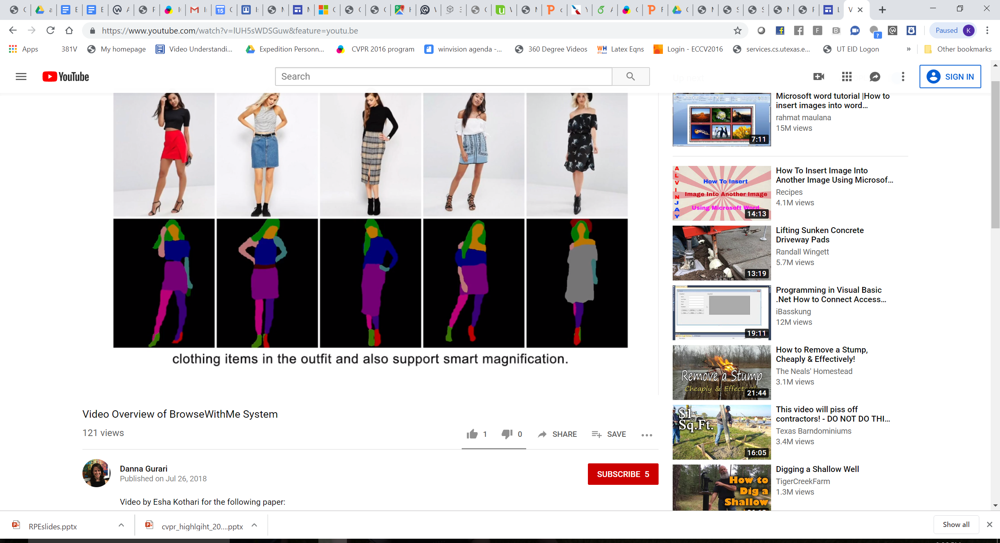 https://www.youtube.com/watch?v=lUH5sWDSGuw&feature=youtu.be
Paused K
Apps 381V My homepage Video Understandi... Expedition Personn... CVPR 2016 program winvision agenda -... 360 Degree Videos Latex Eqns Login - ECCV2016 services.cs.utexas.e... UT EID Logon » Other bookmarks
YouTube
Search
Up next
SIGN IN
clothing items in the outfit and also support smart magnification.
Video Overview of BrowseWithMe System
121 views
1 0 SHARE SAVE
Danna Gurari
Published on Jul 26, 2018
SUBSCRIBE 5
Video by Esha Kothari for the following paper:
7:11
Microsoft word tutorial |How to
insert images into word...
rahmat maulana
15M views
ALVIN JAY
How To Insert
Image Into Another Image
Using Microsoft Word
14:13
How To Insert Image Into
Another Image Using Microsof...
Recipes
4.1M views
13:19
Lifting Sunken Concrete
Driveway Pads
Randall Wingett
5.7M views
19:11
Programming in Visual Basic
.Net How to Connect Access...
iBasskung
12M views
Remove a Stump
Cheaply &
21:44
How to Remove a Stump,
Cheaply & Effectively!
The Neals' Homestead
3.1M views
$1
Sq.Ft.
16:05
This video will piss off
contractors! - DO NOT DO THI...
Texas Barndominiums
3.4M views
How to
Dig a
Shallow
Digging a Shallow Well
TigerCreekFarm
1.3M views
RPEslides.pptx
cvpr_highlgiht_20....pptx
Show all